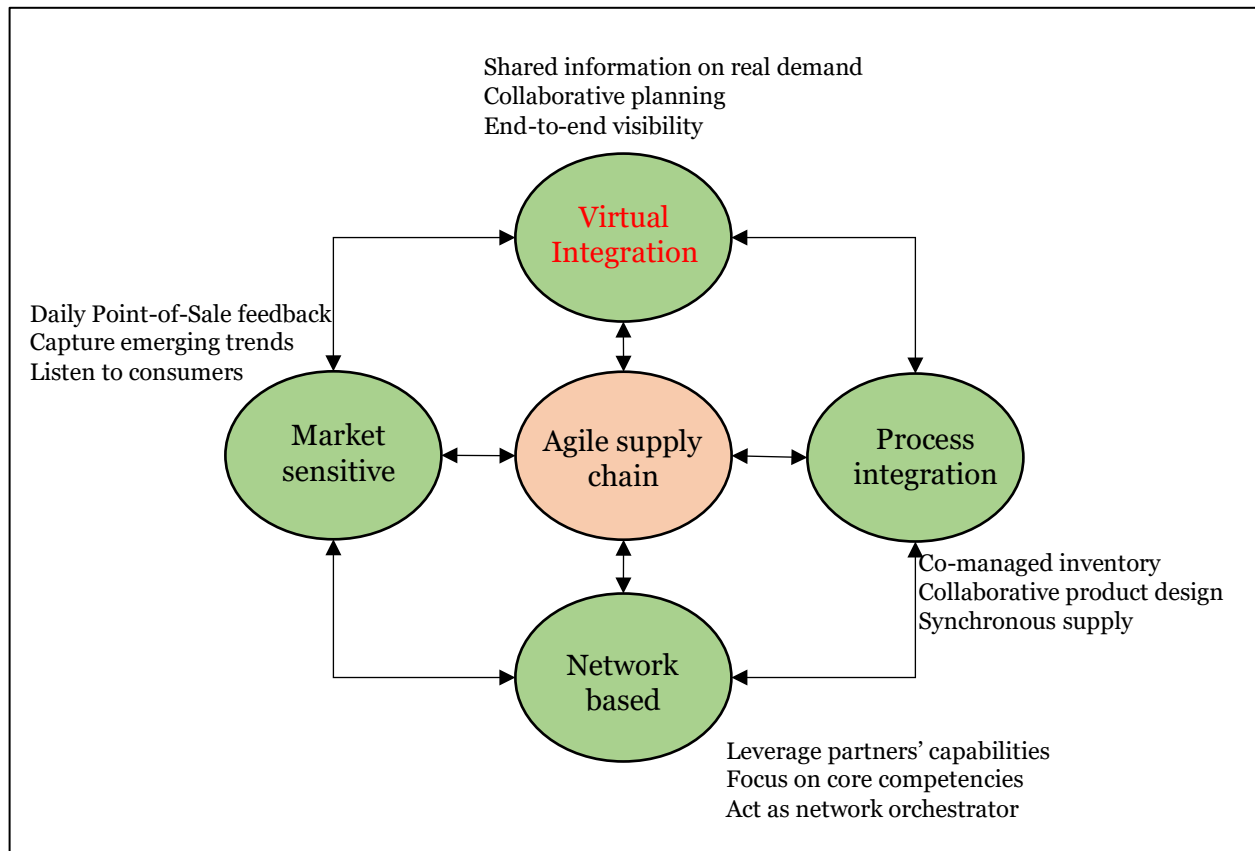 Shared information on real demand
Collaborative planning
End-to-end visibility
Virtual
Integration
Daily Point-of-Sale feedback
Capture emerging trends
Listen to consumers
Market
sensitive
Agile supply
chain
Process
integration
Co-managed inventory
Collaborative product design
Synchronous supply
Network
based
Leverage partners’ capabilities
Focus on core competencies
Act as network orchestrator